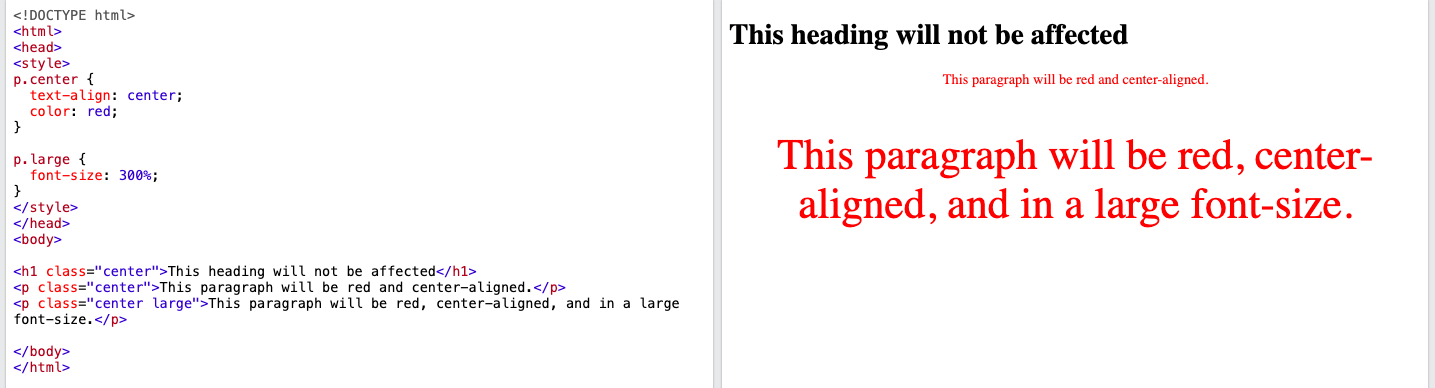 <!DOCTYPE html>
<html>
<head>
<style>
p.center {
  text-align: center;
  color: red;
}

p.large {
  font-size: 300%;
}
</style>
</head>
<body>

<h1 class="center">This heading will not be affected</h1>
<p class="center">This paragraph will be red and center-aligned.</p>
<p class="center large">This paragraph will be red, center-aligned, and in a large
font-size.</p>

</body>
</html>
This heading will not be affected
This paragraph will be red and center-aligned.
This paragraph will be red, center-
aligned, and in a large font-size.